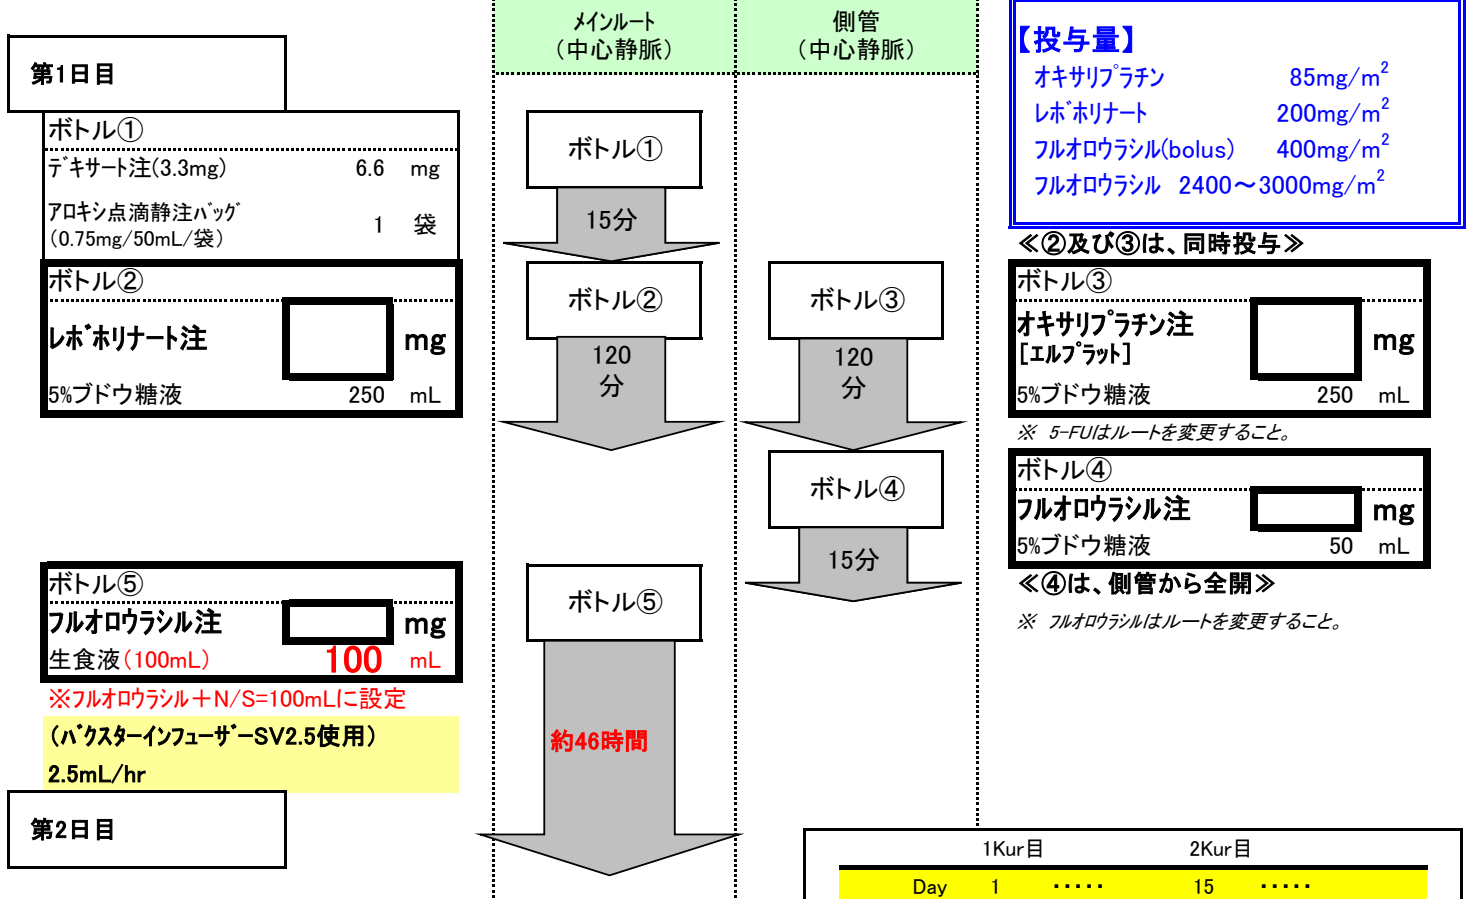 メインルート
（中心静脈）
側管
（中心静脈）
第1日目
ボトル①
デキサート注(3.3mg) 6.6 mg
アロキシ点滴静注バッグ
（0.75mg/50mL/袋） 1 袋
ボトル②
レボホリナート注 mg
5%ブドウ糖液 250 mL
ボトル①
15分
ボトル②
120
分
ボトル③
120
分
ボトル④
15分
【投与量】
オキサリプラチン 85mg/m²
レボホリナート 200mg/m²
フルオロウラシル(bolus) 400mg/m²
フルオロウラシル 2400～3000mg/m²
≪②及び③は、同時投与≫
ボトル③
オキサリプラチン注
[エルプラット] mg
5%ブドウ糖液 250 mL
※ 5-FUはルートを変更すること。
ボトル④
フルオロウラシル注 mg
5%ブドウ糖液 50 mL
≪④は、側管から全開≫
※ フルオロウラシルはルートを変更すること。
ボトル⑤
フルオロウラシル注 mg
生食液（100mL） 100 mL
※フルオロウラシル＋N/S=100mLに設定
（バクスターインフューザーSV2.5使用）
2.5mL/hr
ボトル⑤
約46時間
第2日目
1Kur目 2Kur目
Day 1 ・・・・・ 15 ・・・・・